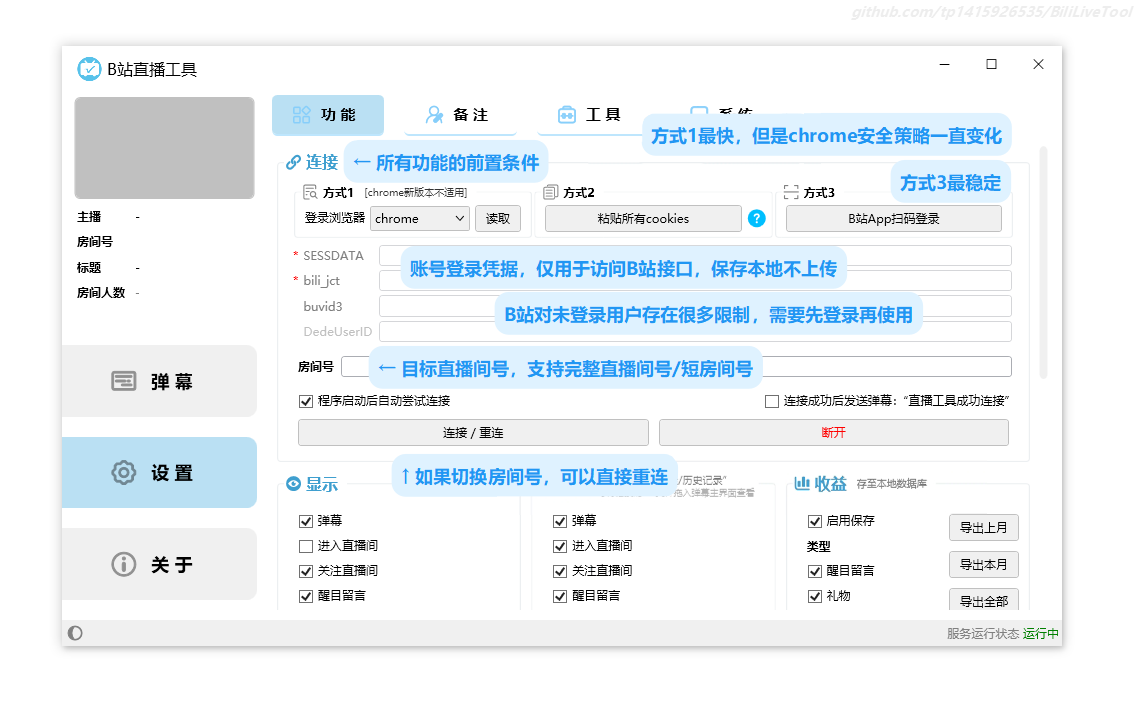 github.com/tp1415926535/BiliLiveTool
B站直播工具
功 能
备 注
工 具
方式1最快，但是chrome安全策略一直变化
连接
← 所有功能的前置条件
方式3最稳定
方式1 [chrome新版本不适用]
方式2
方式3
登录浏览器 chrome 读取
粘贴所有cookies ?
B站App扫码登录
主播 -
房间号
标题 -
房间人数 -
* SESSDATA
账号登录凭据，仅用于访问B站接口，保存本地不上传
* bili_jct
buvid3
B站对未登录用户存在很多限制，需要先登录再使用
DedeUserID
房间号
← 目标直播间号，支持完整直播间号/短房间号
程序启动后自动尝试连接
连接成功后发送弹幕：“直播工具成功连接”
连接 / 重连
断开
弹 幕
设 置
关 于
↑ 如果切换房间号，可以直接重连
显示
弹幕
进入直播间
关注直播间
醒目留言
/历史记录”
拖入弹幕主界面查看
弹幕
进入直播间
关注直播间
醒目留言
收益 存至本地数据库
启用保存
类型
醒目留言
礼物
导出上月
导出本月
导出全部
服务运行状态 运行中